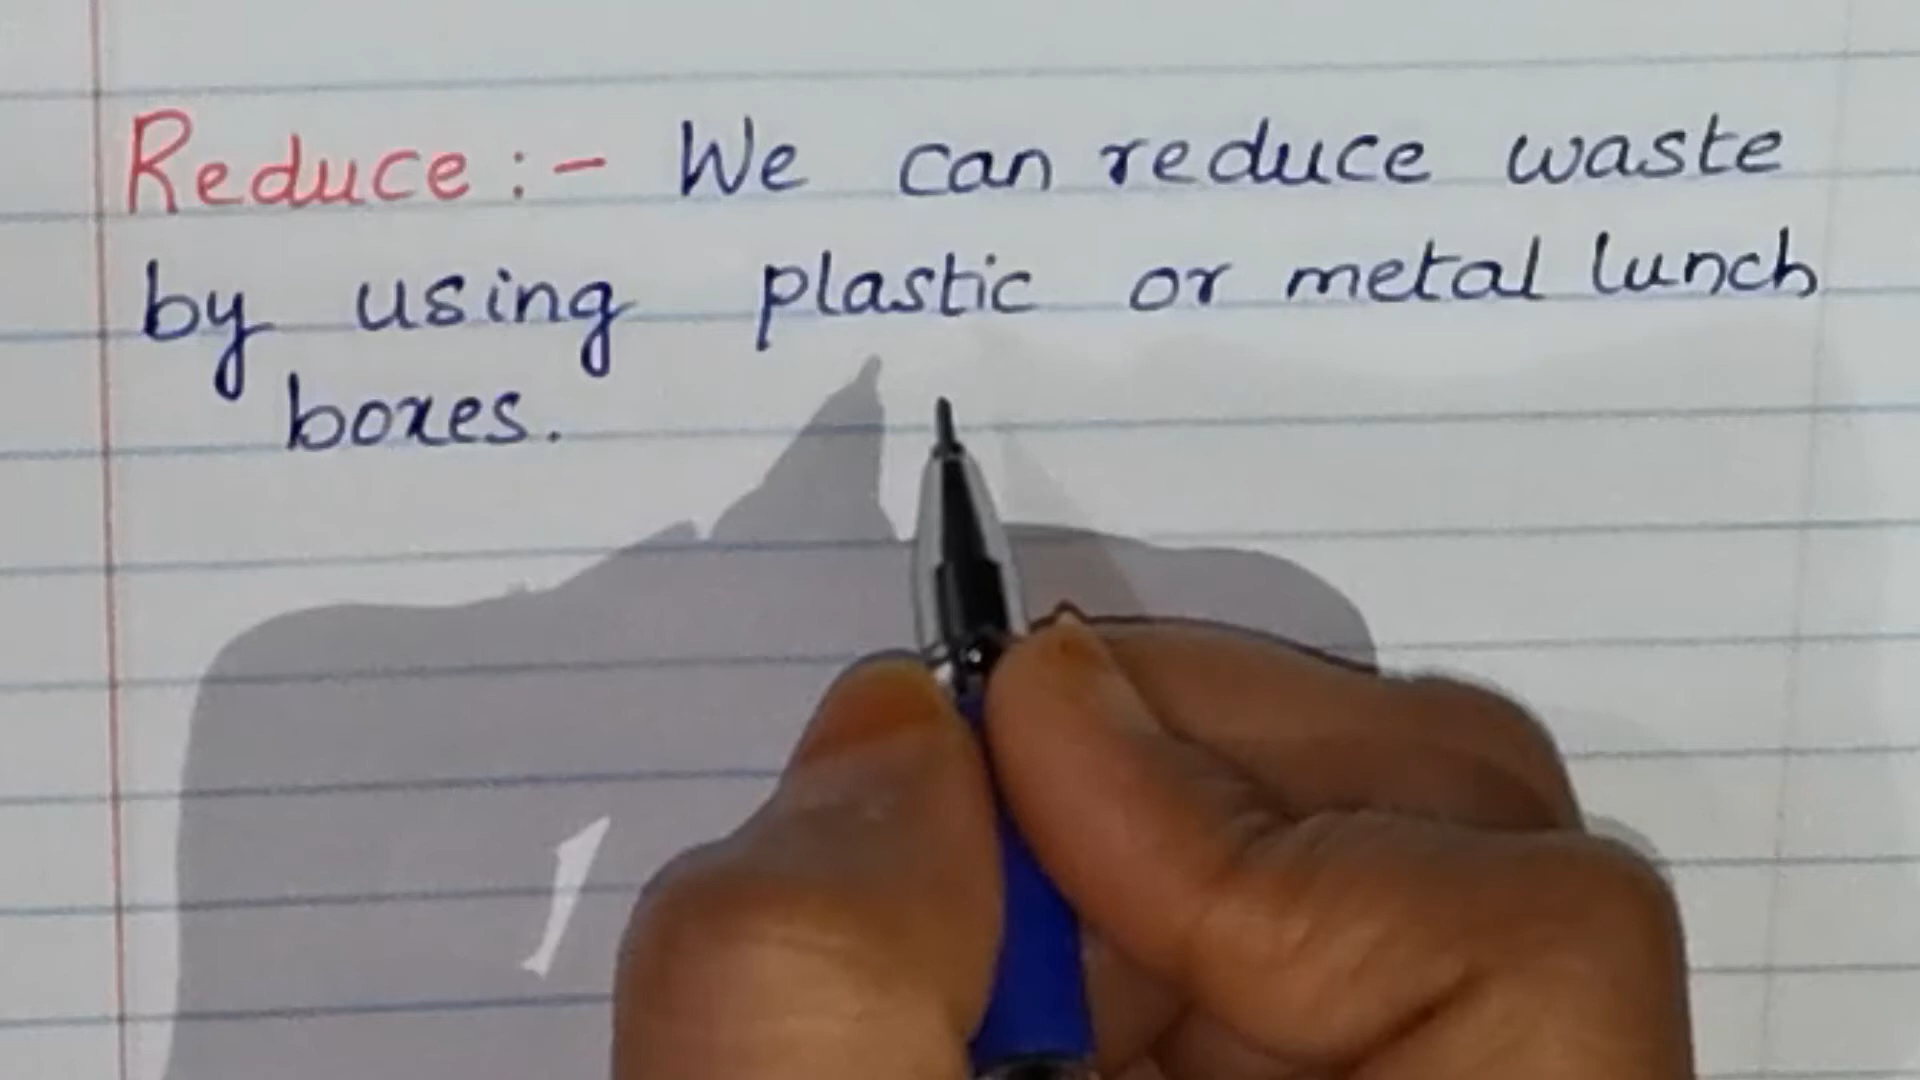 Reduce :- We can reduce waste
by using plastic or metal lunch
boxes.